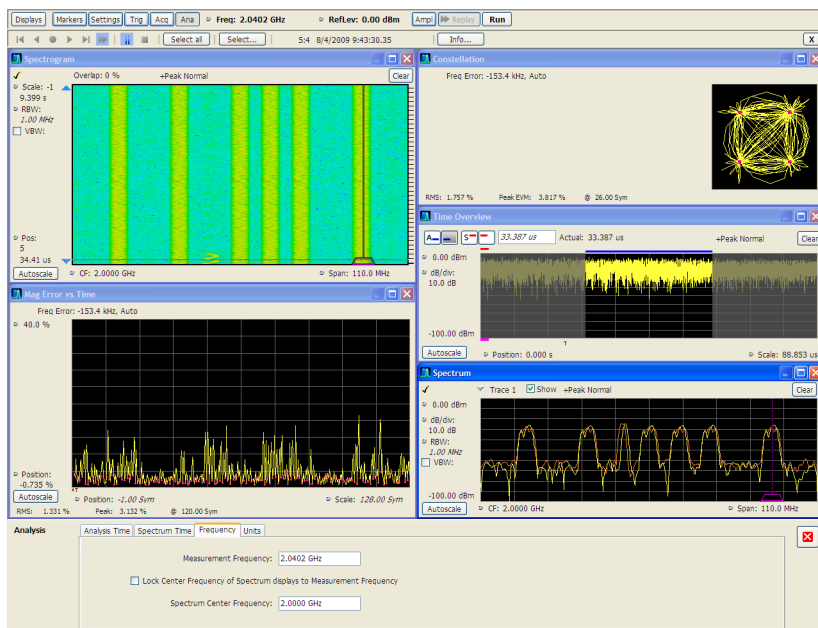 Displays Markers Settings Trig Acq Ana Freq: 2.0402 GHz RefLev: 0.00 dBm Ampl Replay Run
Select all Select... 5:4 8/4/2009 9:43:30.35 Info... X
Spectrogram
Overlap: 0 % +Peak Normal Clear
Scale: -1
9.399 s
RBW:
1.00 MHz
VBW:
Pos:
5
34.41 us
Autoscale CF: 2.0000 GHz Span: 110.0 MHz
Constellation
Freq Error: -153.4 kHz, Auto
RMS: 1.757 % Peak EVM: 3.817 % @ 26.00 Sym
Time Overview
A S 33.387 us Actual: 33.387 us +Peak Normal Clear
0.00 dBm
dB/div:
10.0 dB
-100.00 dBm
T
Autoscale Position: 0.000 s Scale: 88.853 us
Mag Error vs Time
Freq Error: -153.4 kHz, Auto
40.0 %
Position:
-0.735 %
Autoscale Position: -1.00 Sym Scale: 128.00 Sym
RMS: 1.331 % Peak: 3.132 % @ 120.00 Sym
Spectrum
Trace 1 Show +Peak Normal Clear
0.00 dBm
dB/div:
10.0 dB
RBW:
1.00 MHz
VBW:
-100.00 dBm
Autoscale CF: 2.0000 GHz Span: 110.0 MHz
Analysis
Analysis Time Spectrum Time Frequency Units
Measurement Frequency: 2.0402 GHz
Lock Center Frequency of Spectrum displays to Measurement Frequency
Spectrum Center Frequency: 2.0000 GHz